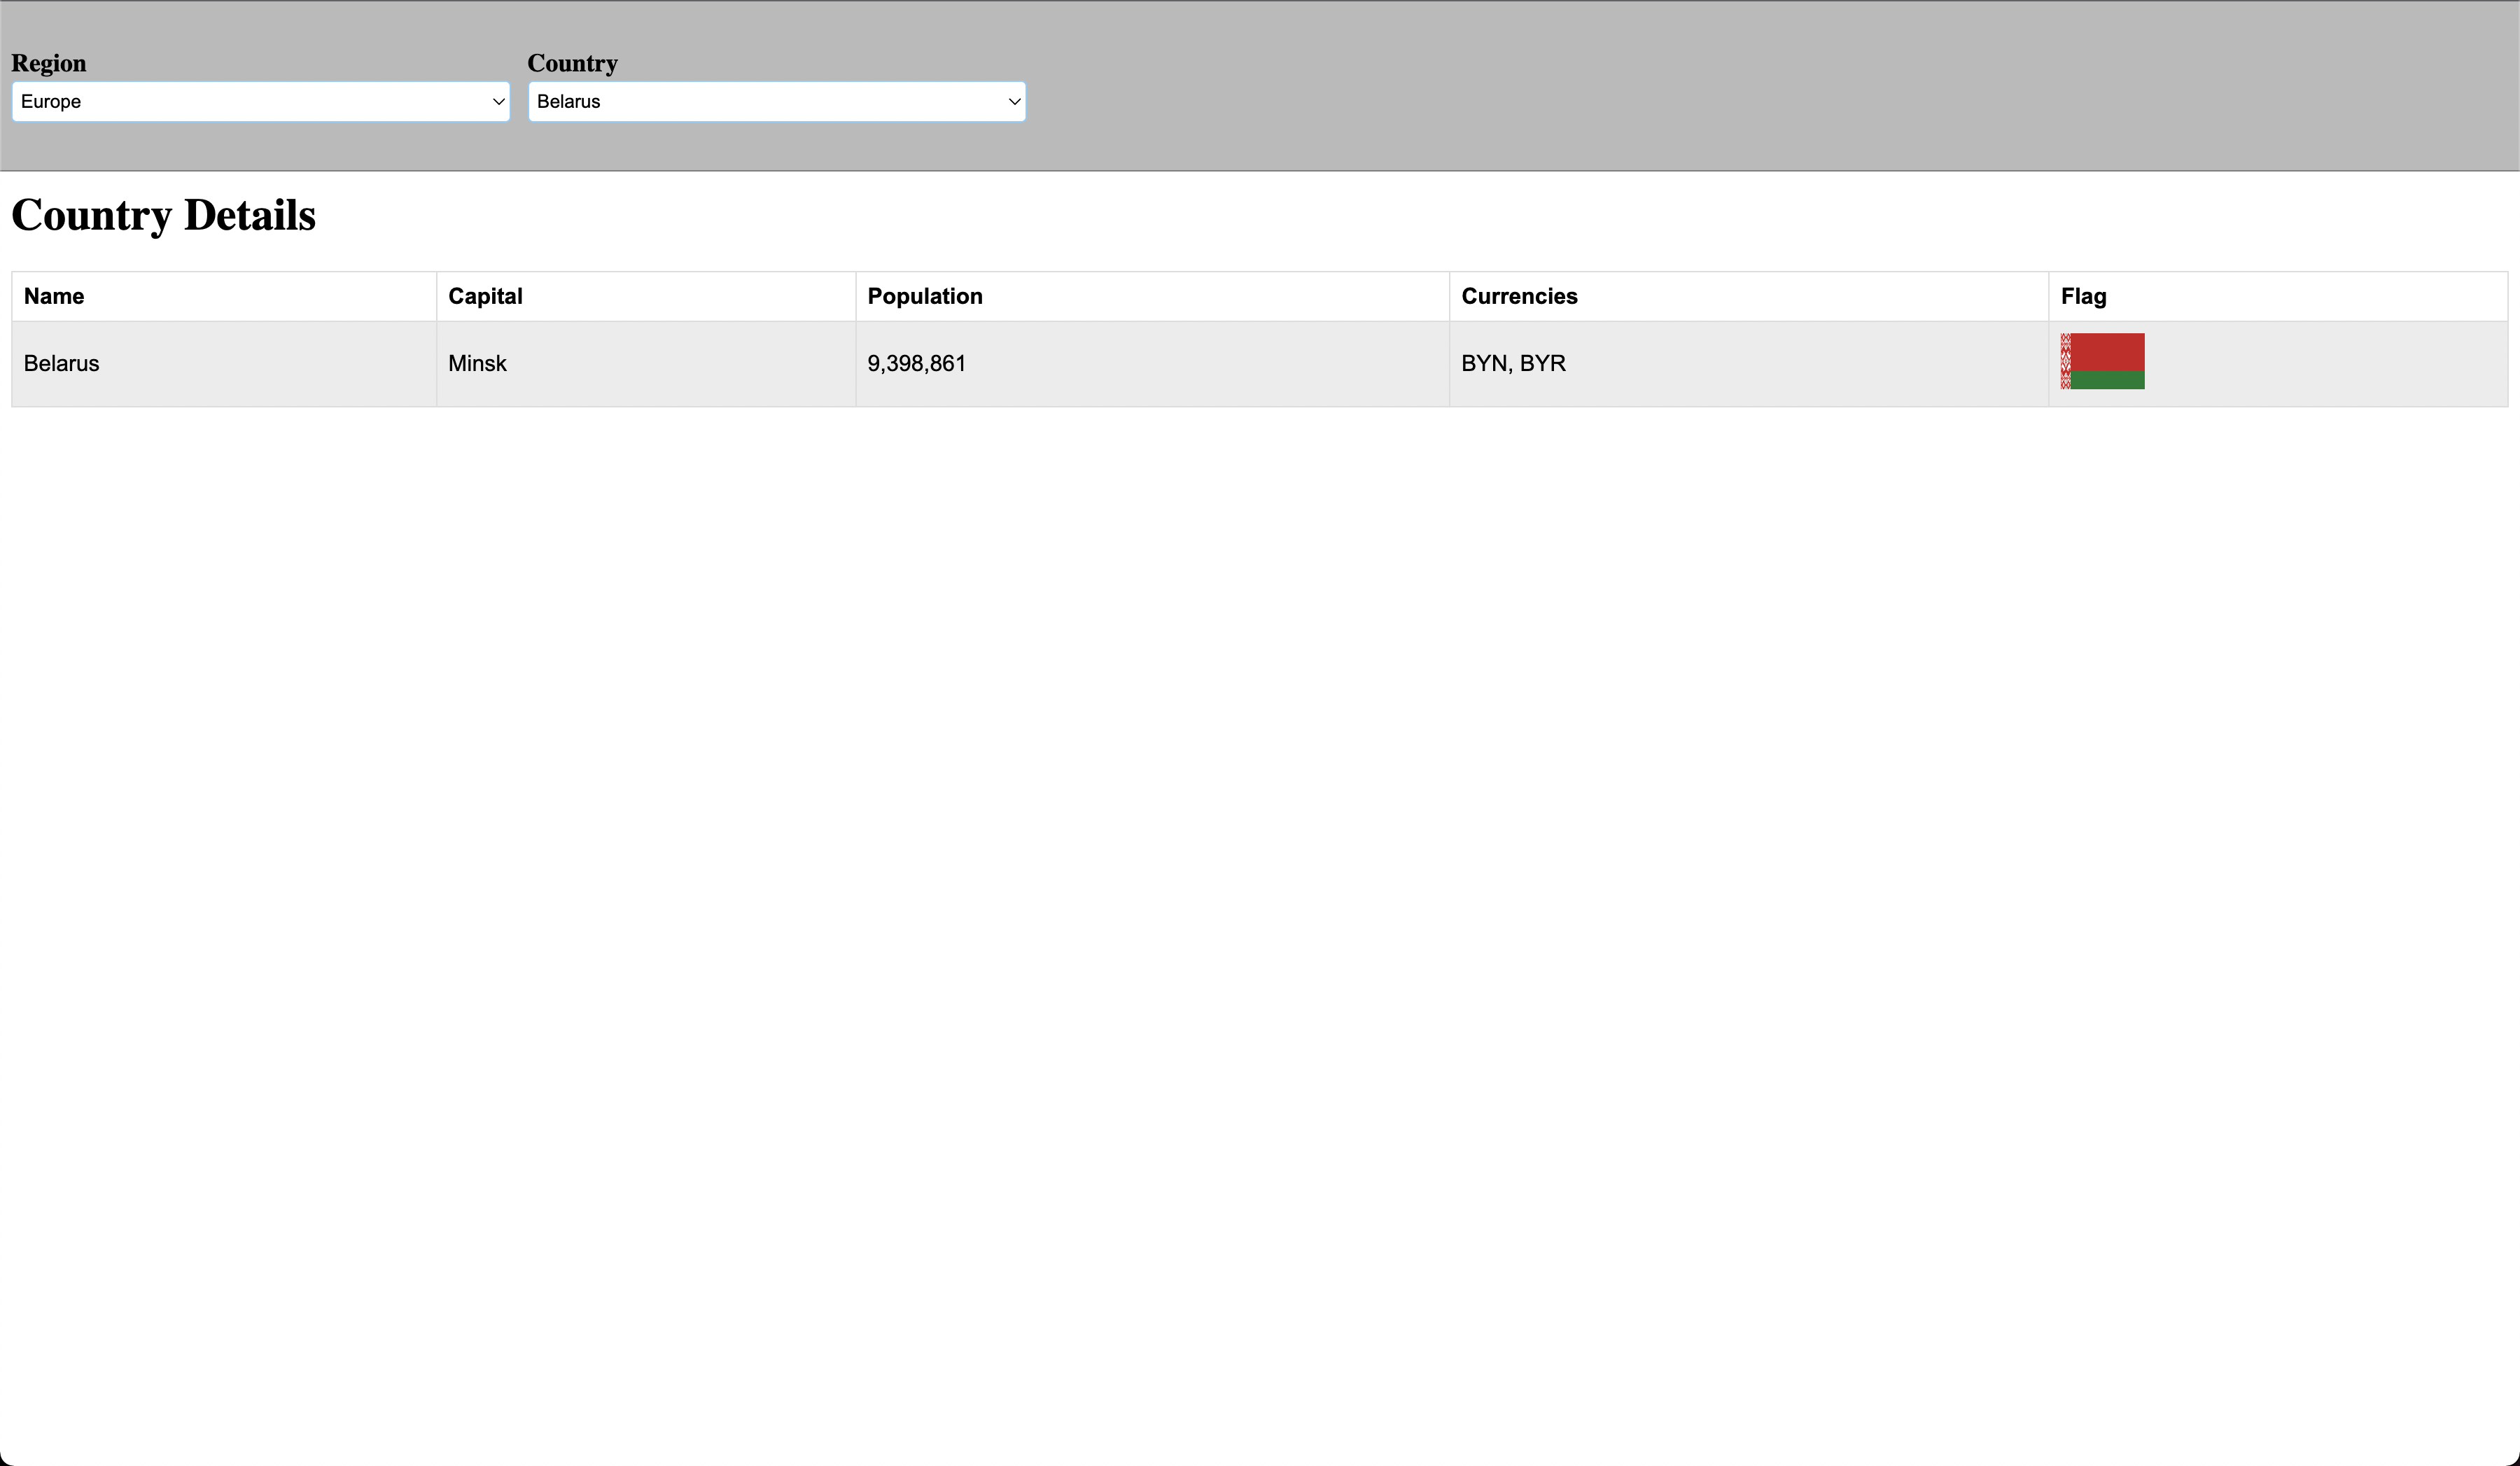 Region Country
Europe Belarus
Country Details
Name Capital Population Currencies Flag
Belarus Minsk 9,398,861 BYN, BYR